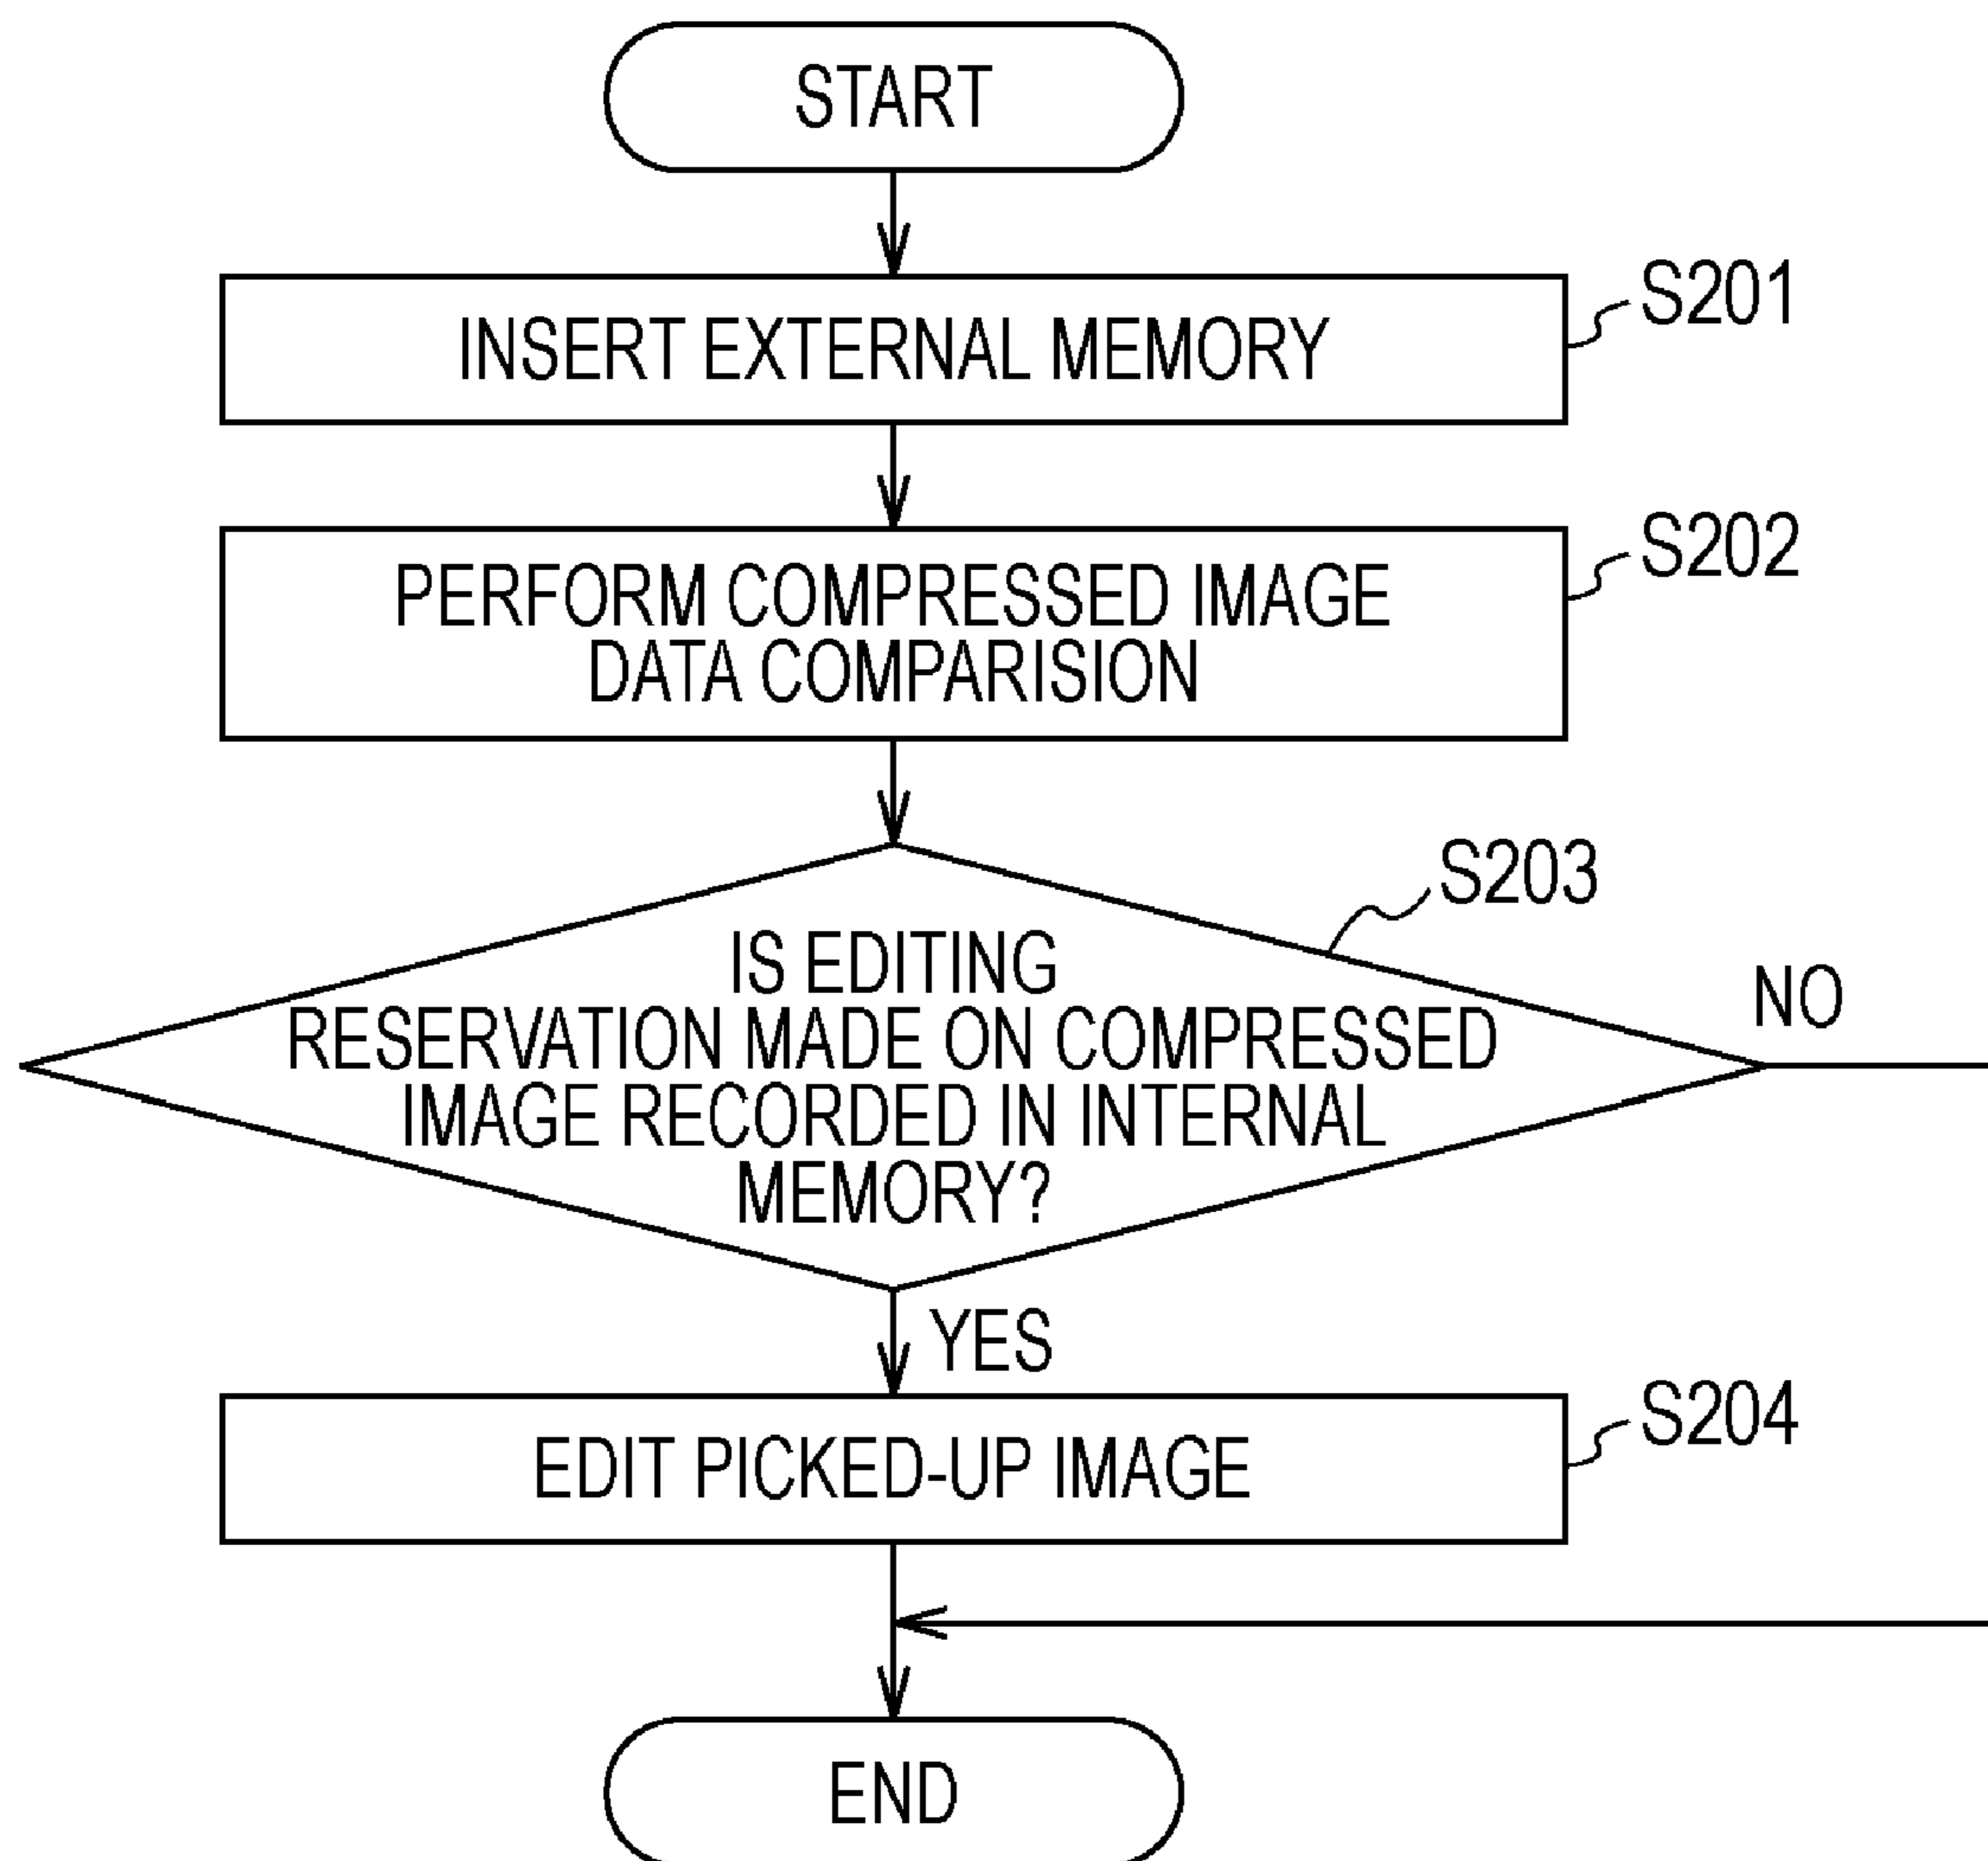 START
INSERT EXTERNAL MEMORY
S201
PERFORM COMPRESSED IMAGE
DATA COMPARISION
S202
S203
IS EDITING
RESERVATION MADE ON COMPRESSED
IMAGE RECORDED IN INTERNAL
MEMORY?
NO
YES
EDIT PICKED-UP IMAGE
S204
END